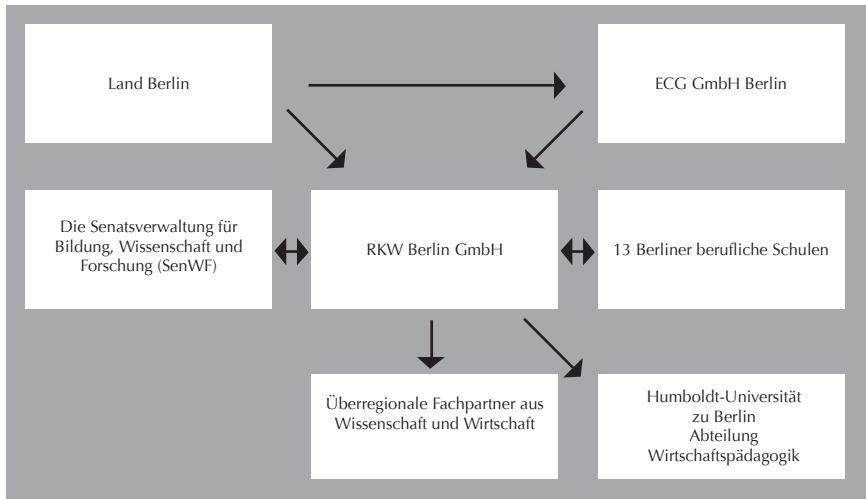 Land Berlin
ECG GmbH Berlin
Die Senatsverwaltung für
Bildung, Wissenschaft und
Forschung (SenWF)
RKW Berlin GmbH
13 Berliner berufliche Schulen
Überregionale Fachpartner aus
Wissenschaft und Wirtschaft
Humboldt-Universität
zu Berlin
Abteilung
Wirtschaftspädagogik